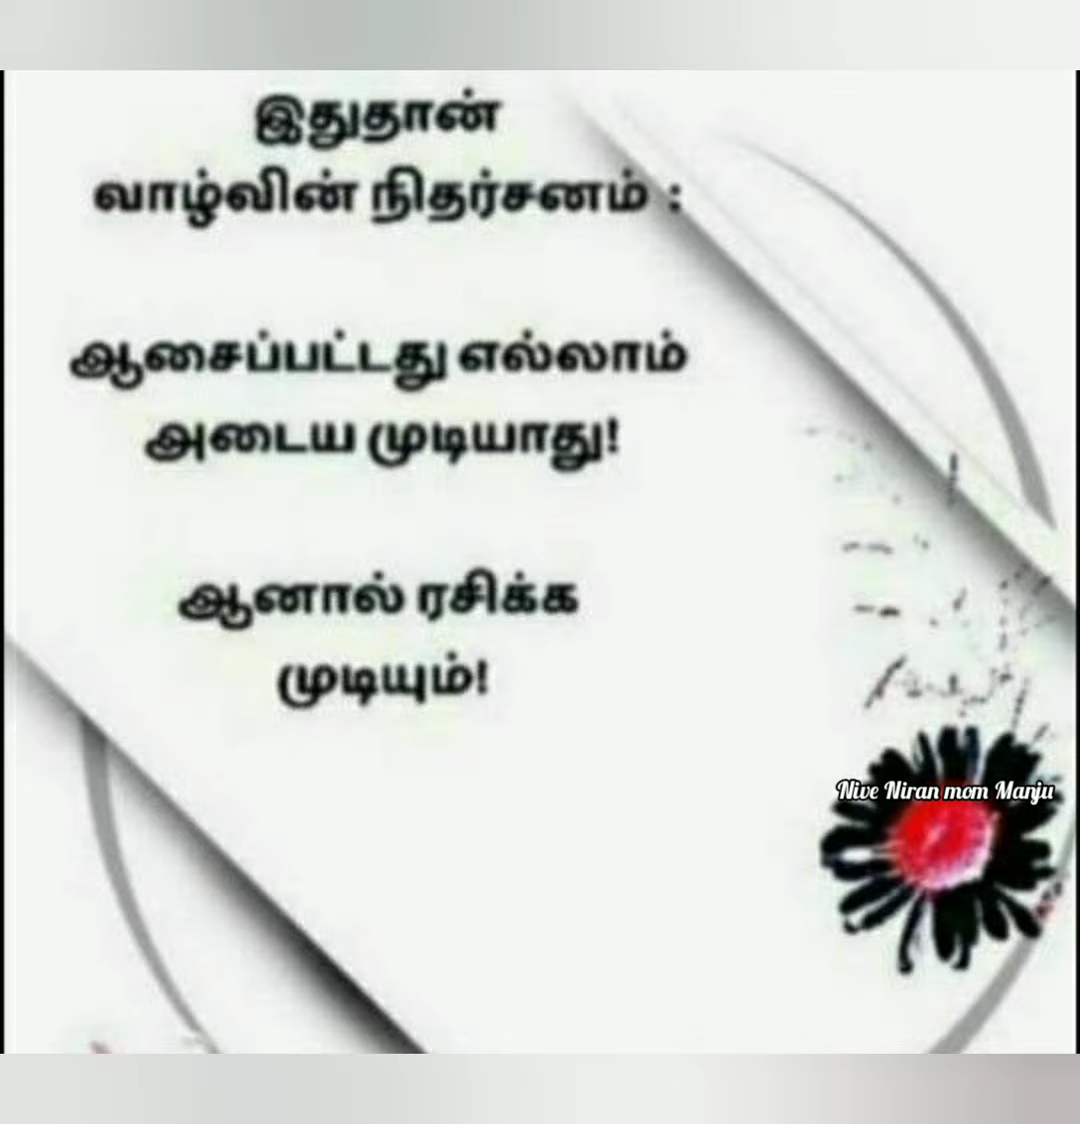 இதுதான்
வாழ்வின் நிதர்சனம் :
ஆசைப்பட்டது எல்லாம்
அடைய முடியாது!
ஆனால் ரசிக்க
முடியும்!
Nive Niran mom Manju